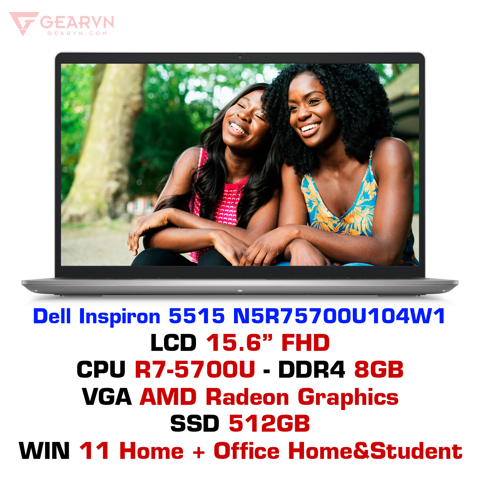 GEARVN
GEARVN.COM
Dell Inspiron 5515 N5R75700U104W1
LCD 15.6” FHD
CPU R7-5700U - DDR4 8GB
VGA AMD Radeon Graphics
SSD 512GB
WIN 11 Home + Office Home&Student